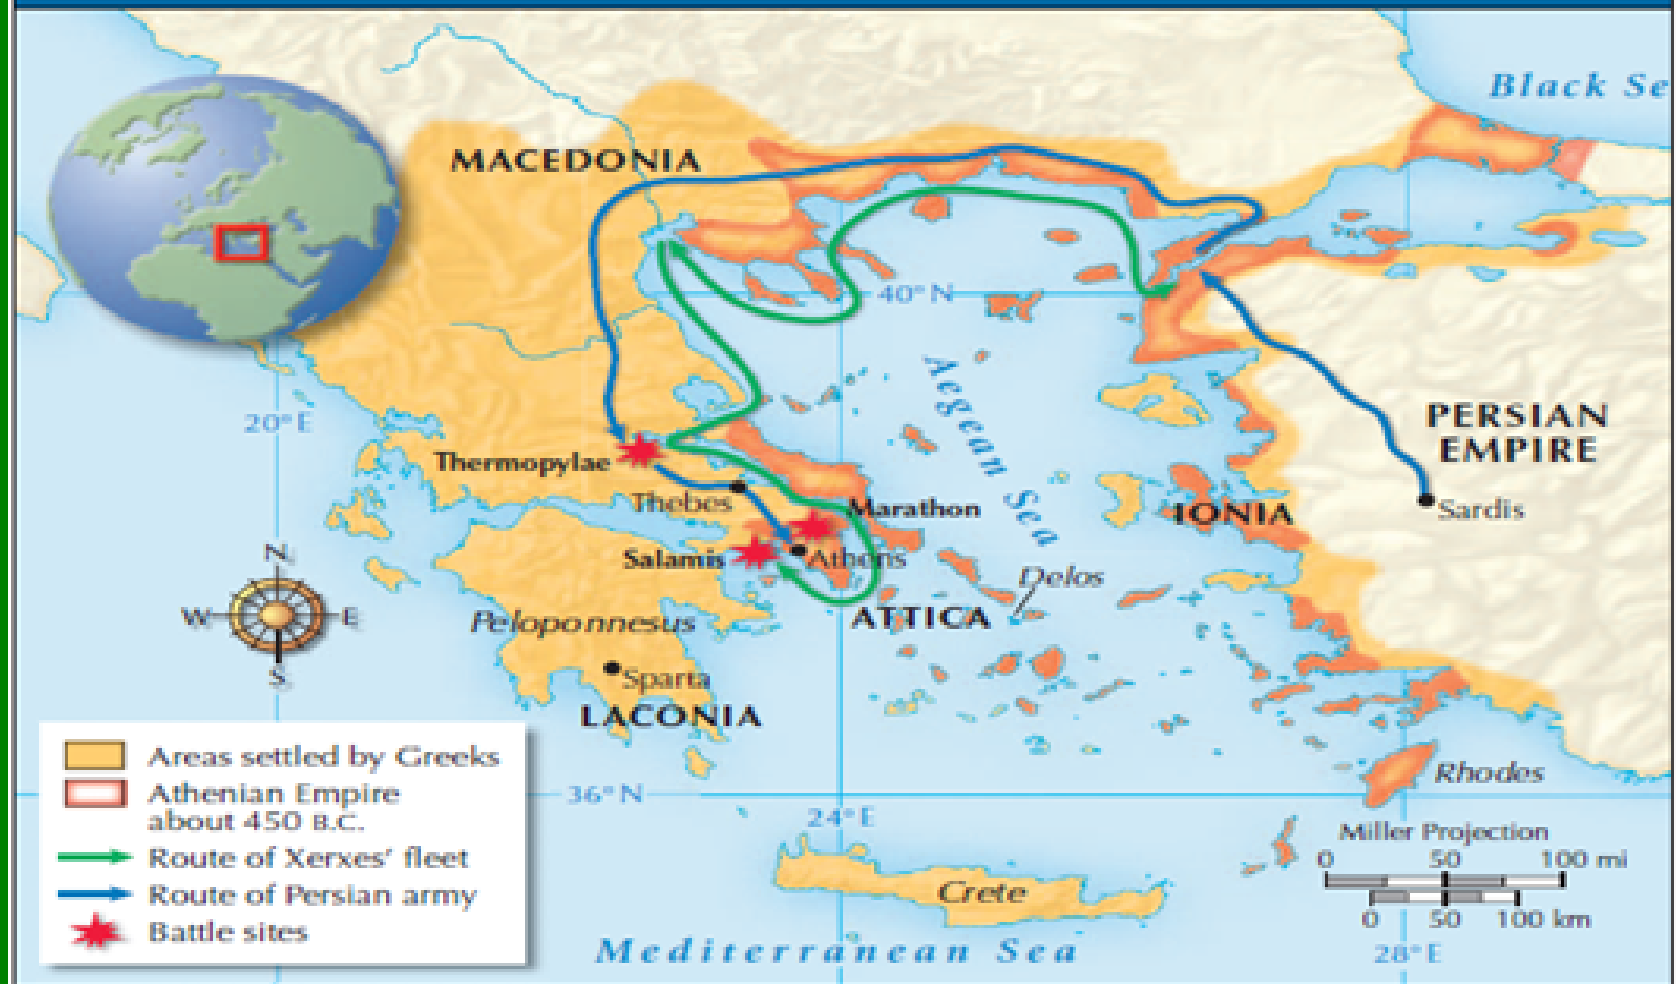 Black Se
MACEDONIA
40° N
Aegean Sea
20° E
PERSIAN
EMPIRE
Thermopylae
Thebes
Marathon
IONIA
Sardis
Salamis
Athens
N
W
E
S
Delos
ATTICA
Peloponnesus
Sparta
LACONIA
Areas settled by Greeks
Athenian Empire
about 450 B.C.
Route of Xerxes' fleet
Route of Persian army
Battle sites
36° N
24° E
Rhodes
Miller Projection
0 50 100 mi
0 50 100 km
Crete
Mediterranean Sea
28° E